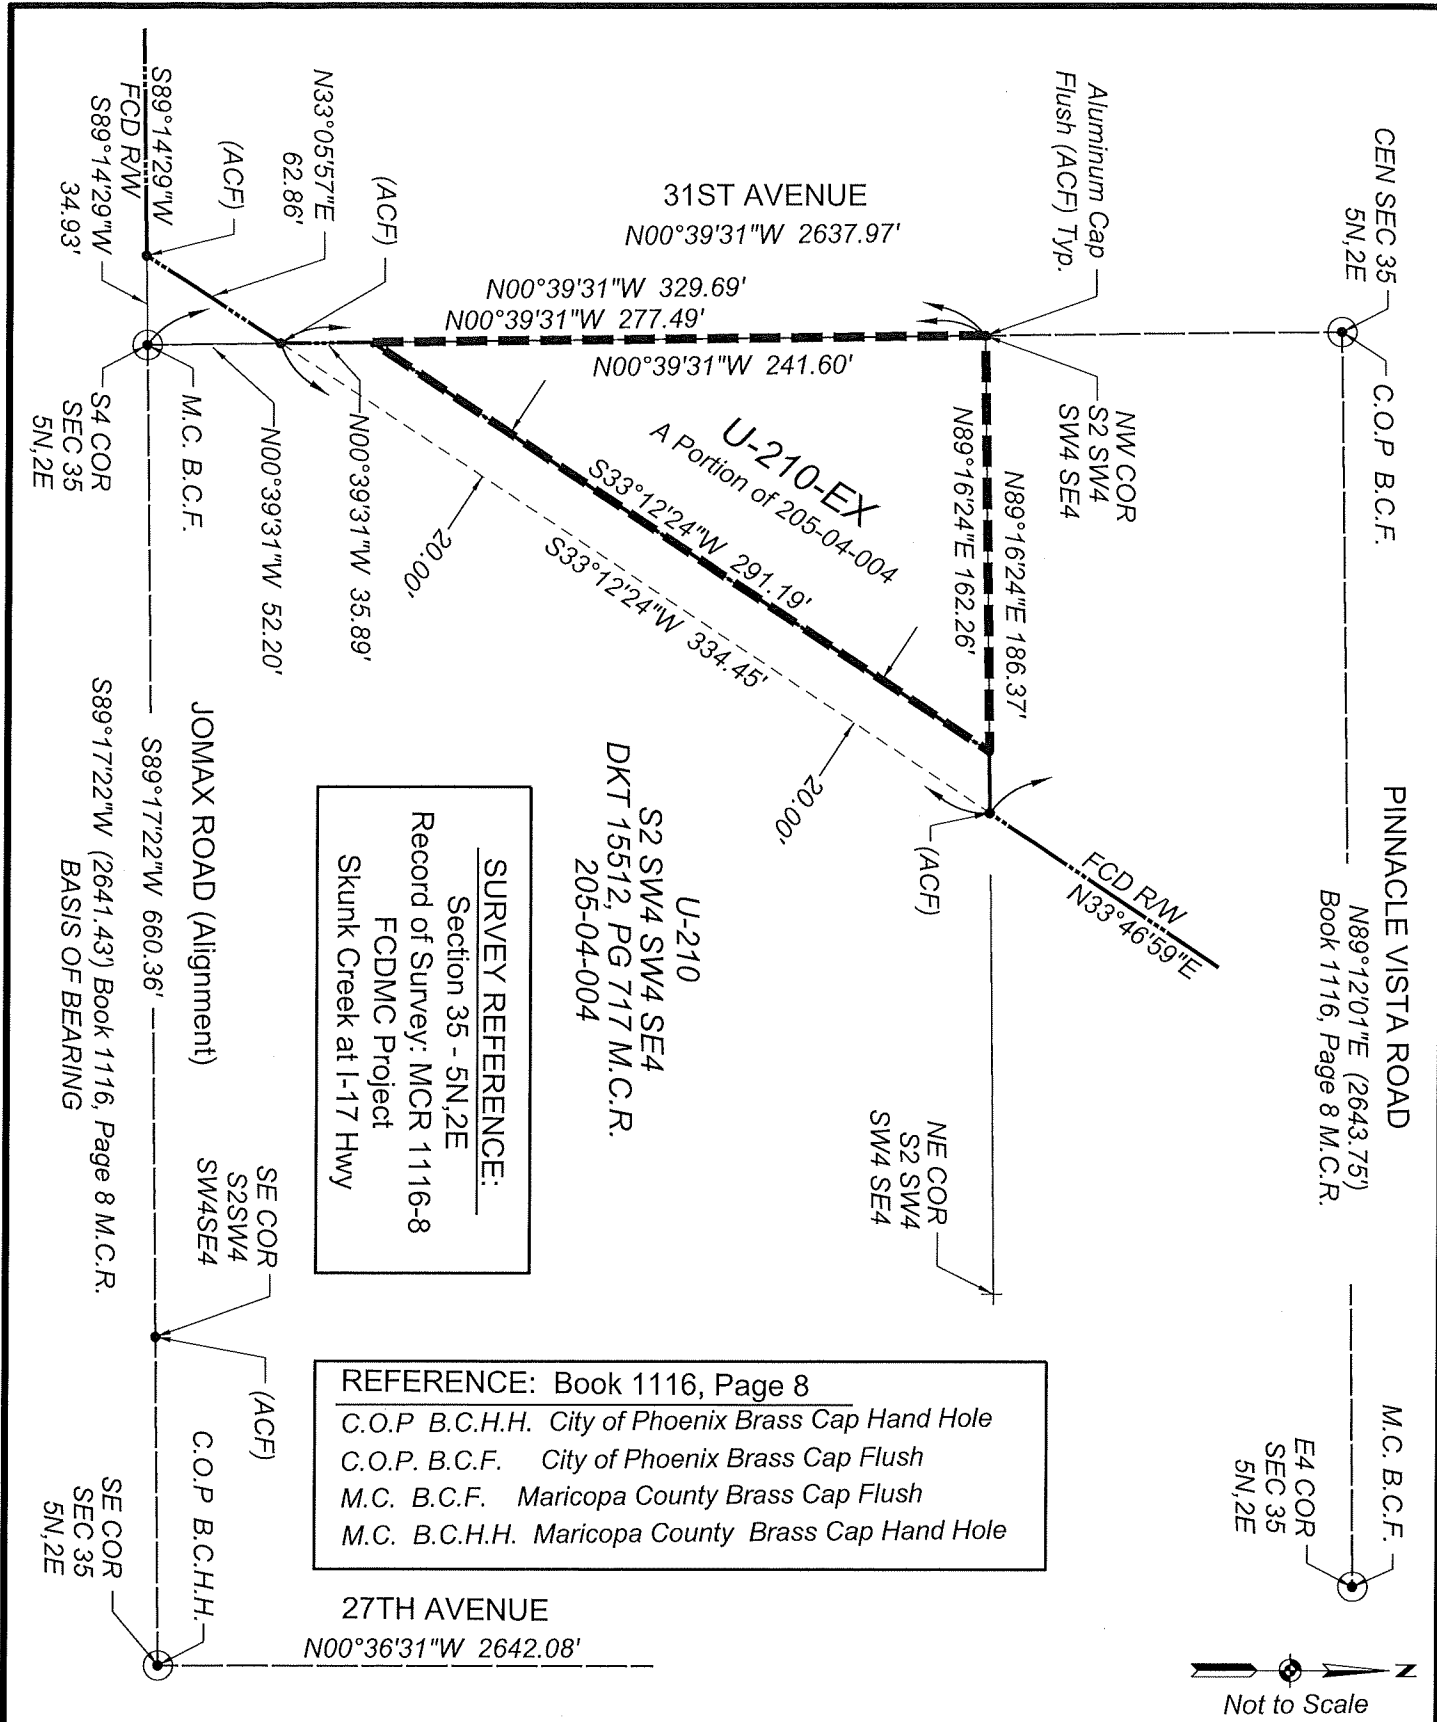 CEN SEC 35
5N,2E
C.O.P B.C.F.
PINNACLE VISTA ROAD
N89°12'01"E (2643.75')
Book 1116, Page 8 M.C.R.
M.C. B.C.F.
E4 COR
SEC 35
5N,2E
Aluminum Cap
Flush (ACF) Typ.
NW COR
S2 SW4
SW4 SE4
31ST AVENUE
N00°39'31"W 2637.97'
N00°39'31"W 329.69'
N00°39'31"W 277.49'
N00°39'31"W 241.60'
N89°16'24"E 186.37'
N89°16'24"E 162.26'
U-210-EX
A Portion of 205-04-004
S33°12'24"W 291.19'
S33°12'24"W 334.45'
20.00'
20.00'
(ACF)
FCD R/W
N33°46'59"E
NE COR
S2 SW4
SW4 SE4
U-210
S2 SW4 SW4 SE4
DKT 15512, PG 717 M.C.R.
205-04-004
SURVEY REFERENCE:
Section 35 - 5N,2E
Record of Survey: MCR 1116-8
FCDMC Project
Skunk Creek at I-17 Hwy
(ACF)
N33°05'57"E
62.86'
(ACF)
S89°14'29"W
FCD R/W
S89°14'29"W
34.93'
N00°39'31"W 35.89'
N00°39'31"W 52.20'
M.C. B.C.F.
S4 COR
SEC 35
5N,2E
JOMAX ROAD (Alignment)
S89°17'22"W 660.36'
S89°17'22"W (2641.43') Book 1116, Page 8 M.C.R.
BASIS OF BEARING
SE COR
S2SW4
SW4SE4
(ACF)
C.O.P B.C.H.H.
SE COR
SEC 35
5N,2E
REFERENCE: Book 1116, Page 8
C.O.P B.C.H.H. City of Phoenix Brass Cap Hand Hole
C.O.P. B.C.F. City of Phoenix Brass Cap Flush
M.C. B.C.F. Maricopa County Brass Cap Flush
M.C. B.C.H.H. Maricopa County Brass Cap Hand Hole
27TH AVENUE
N00°36'31"W 2642.08'
N
Not to Scale